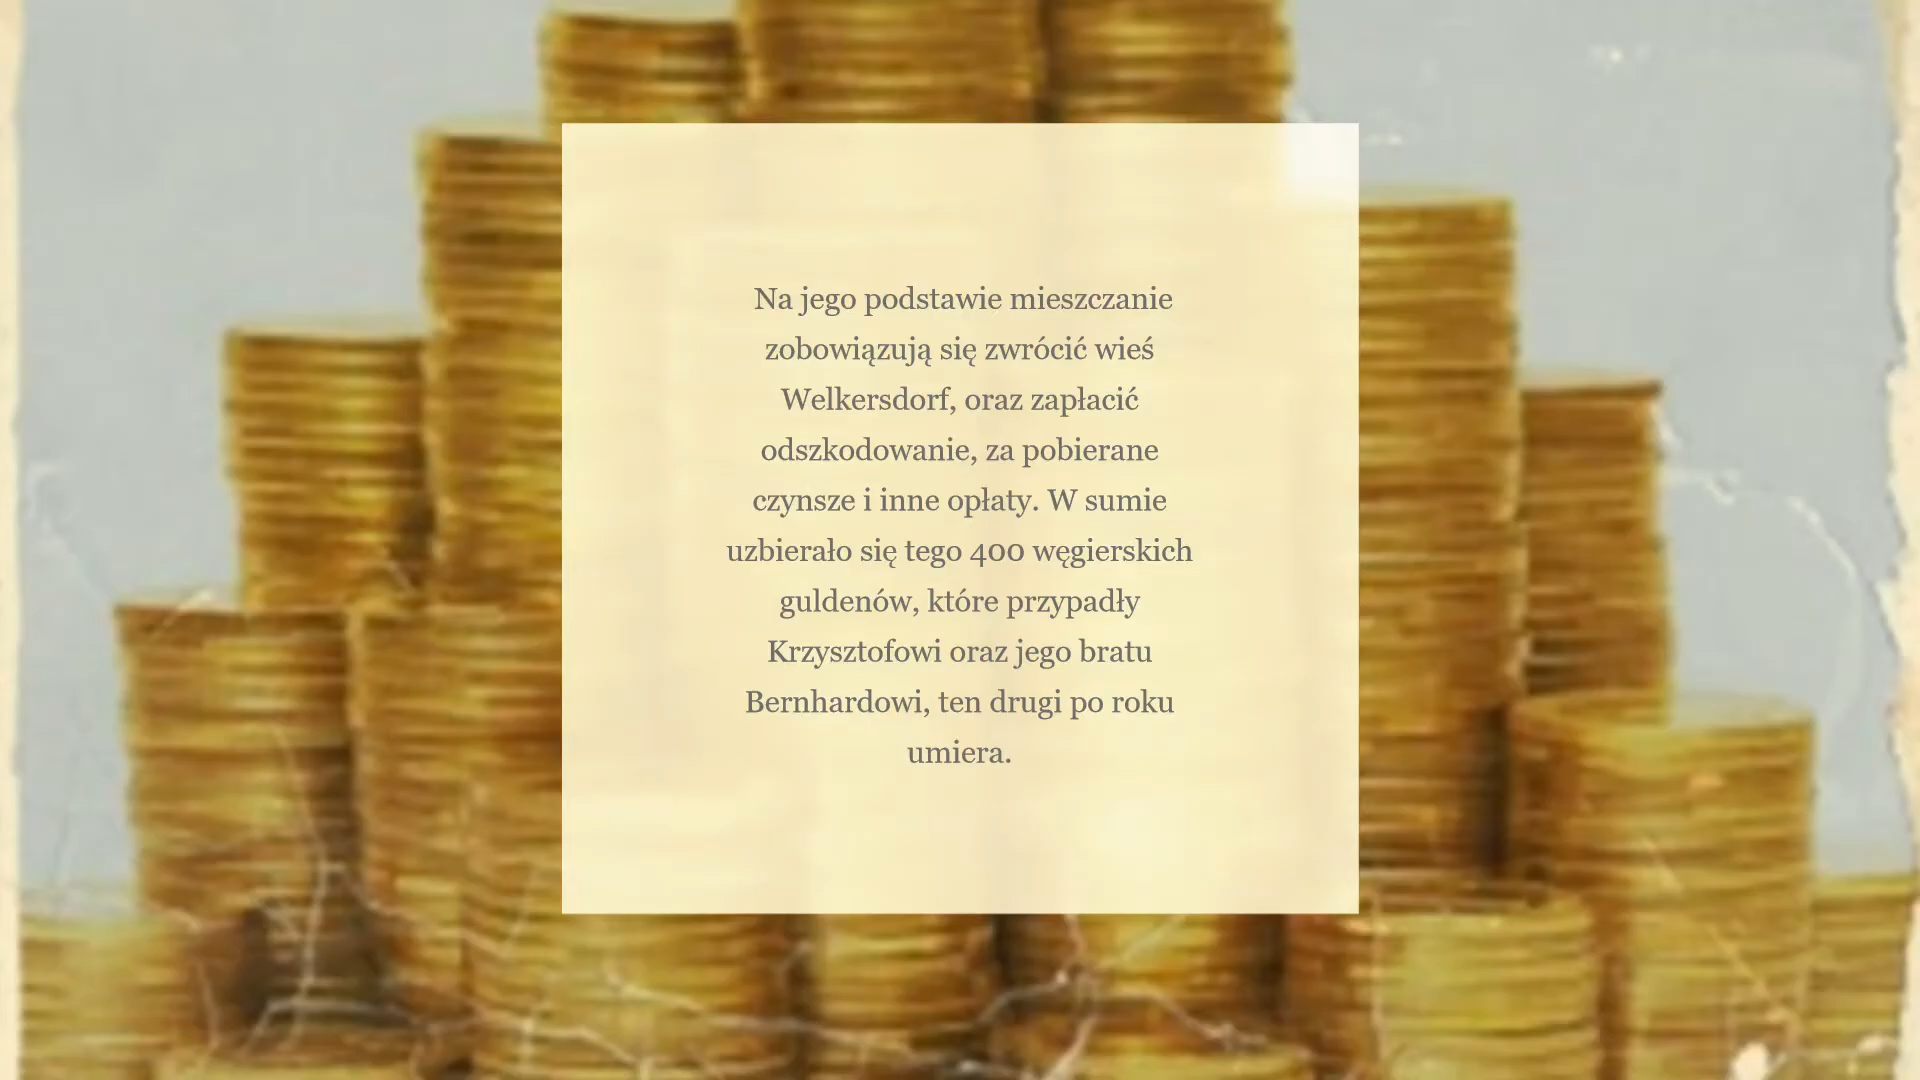 Na jego podstawie mieszczanie
zobowiązują się zwrócić wieś
Welkersdorf, oraz zapłacić
odszkodowanie, za pobierane
czynsze i inne opłaty. W sumie
uzbierało się tego 400 węgierskich
guldenów, które przypadły
Krzysztofowi oraz jego bratu
Bernhardowi, ten drugi po roku
umiera.